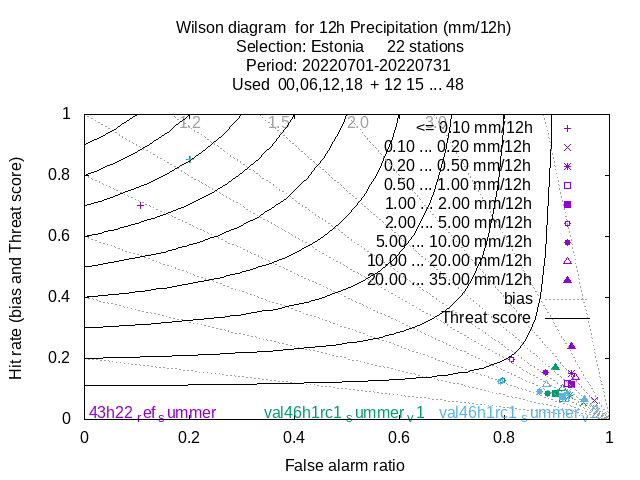 Wilson diagram  for 12h Precipitation (mm/12h)
Selection: Estonia     22 stations
Period: 20220701-20220731
Used  00,06,12,18  + 12 15 ... 48
Hit rate (bias and Threat score)
1
0.8
0.6
0.4
0.2
0
1.2
1.5
2.0
3.0
<= 0.10 mm/12h
0.10 ... 0.20 mm/12h
0.20 ... 0.50 mm/12h
0.50 ... 1.00 mm/12h
1.00 ... 2.00 mm/12h
2.00 ... 5.00 mm/12h
5.00 ... 10.00 mm/12h
10.00 ... 20.00 mm/12h
20.00 ... 35.00 mm/12h
bias
Threat score
43h22_ref_summer val46h1rc1_summer_v1 val46h1rc1_summer_v2
0 0.2 0.4 0.6 0.8 1
False alarm ratio